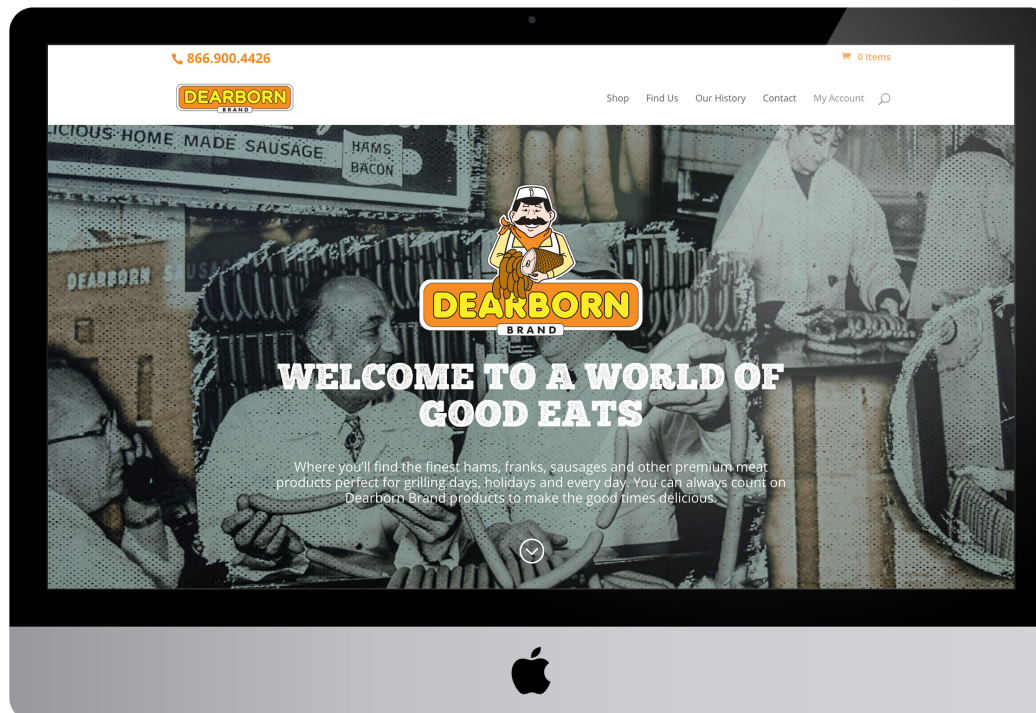 866.900.4426
0 Items
DEARBORN
BRAND
Shop Find Us Our History Contact My Account
ICIOUS HOME MADE SAUSAGE
HAMS
BACON
DEARBORN SAUSAG
DEARBORN
BRAND
WELCOME TO A WORLD OF
GOOD EATS
Where you'll find the finest hams, franks, sausages and other premium meat
products perfect for grilling days, holidays and every day. You can always count on
Dearborn Brand products to make the good times delicious.